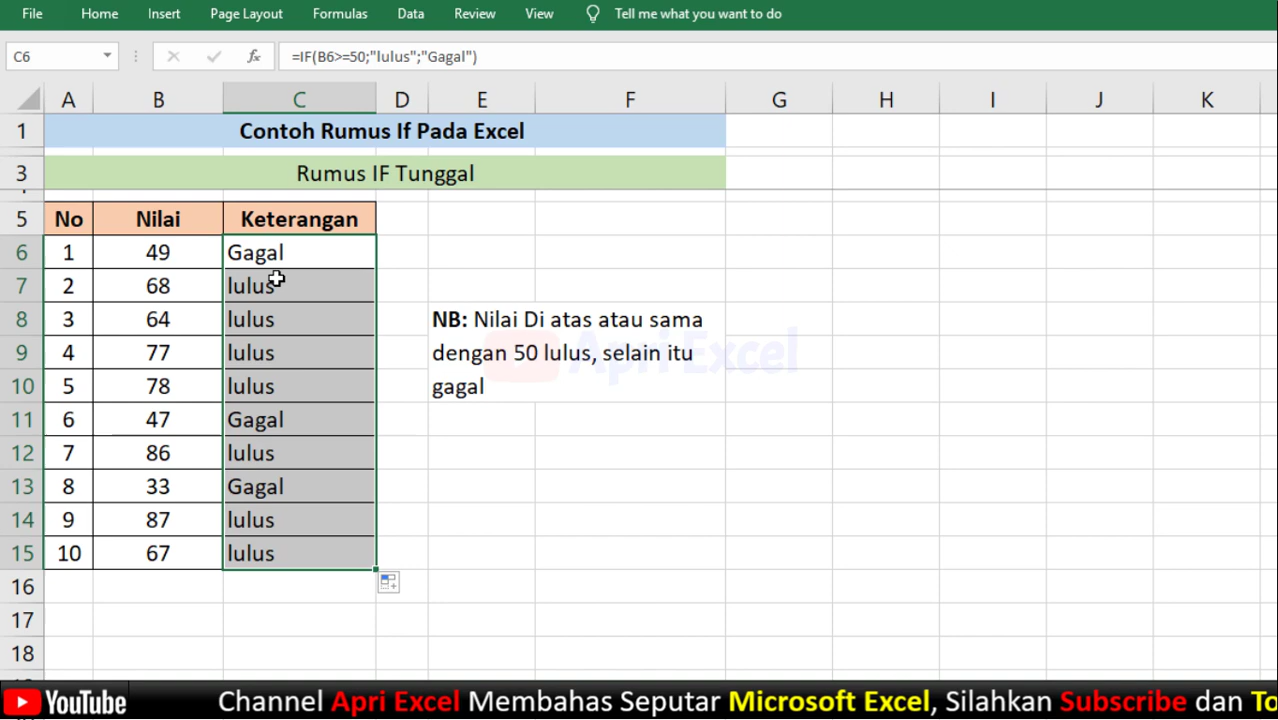 File Home Insert Page Layout Formulas Data Review View Tell me what you want to do
C6 fx =IF(B6>=50;"lulus";"Gagal")
A B C D E F G H I J K
1 Contoh Rumus If Pada Excel
3 Rumus IF Tunggal
5 No Nilai Keterangan
6 1 49 Gagal
7 2 68 lulus
8 3 64 lulus NB: Nilai Di atas atau sama
9 4 77 lulus dengan 50 lulus, selain itu
Apri Excel
10 5 78 lulus gagal
11 6 47 Gagal
12 7 86 lulus
13 8 33 Gagal
14 9 87 lulus
15 10 67 lulus
16
17
18
YouTube Channel Apri Excel Membahas Seputar Microsoft Excel, Silahkan Subscribe dan To